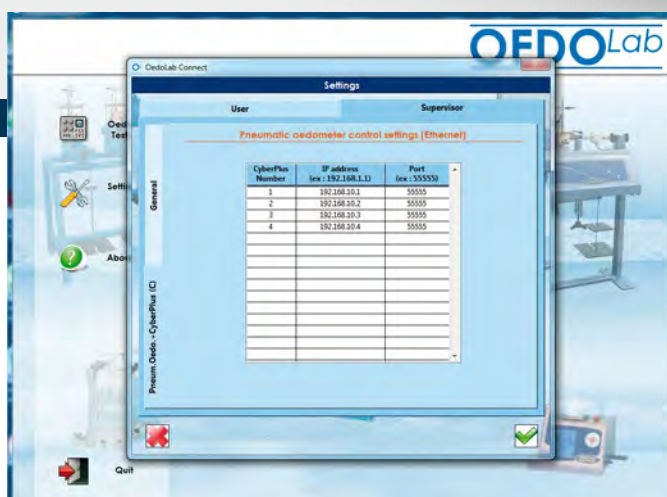 OEDOLab
OedoLab Connect
Settings
User Supervisor
Pneumatic oedometer control settings (Ethernet)
CyberPlus Number IP address (ex : 192.168.1.1) Port (ex : 55555)
1 192.168.10.1 55555
2 192.168.10.2 55555
3 192.168.10.3 55555
4 192.168.10.4 55555
General
Pneum.Oedo. - CyberPlus (C)
Quit